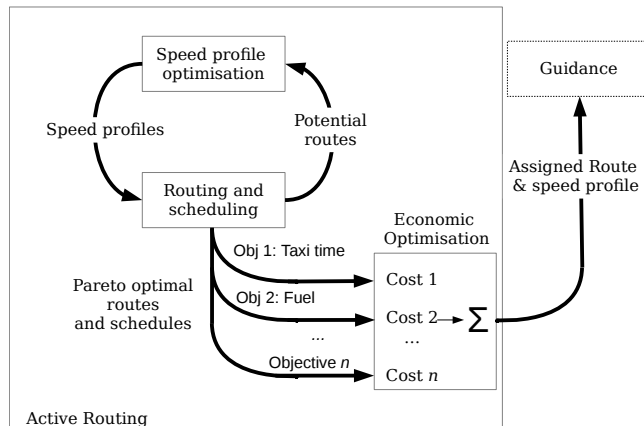 Speed profile
optimisation
Guidance
Speed profiles
Potential
routes
Assigned Route
& speed profile
Routing and
scheduling
Economic
Optimisation
Obj 1: Taxi time
Cost 1
Pareto optimal
routes
and schedules
Obj 2: Fuel
Cost 2
Σ
...
...
Objective n
Cost n
Active Routing